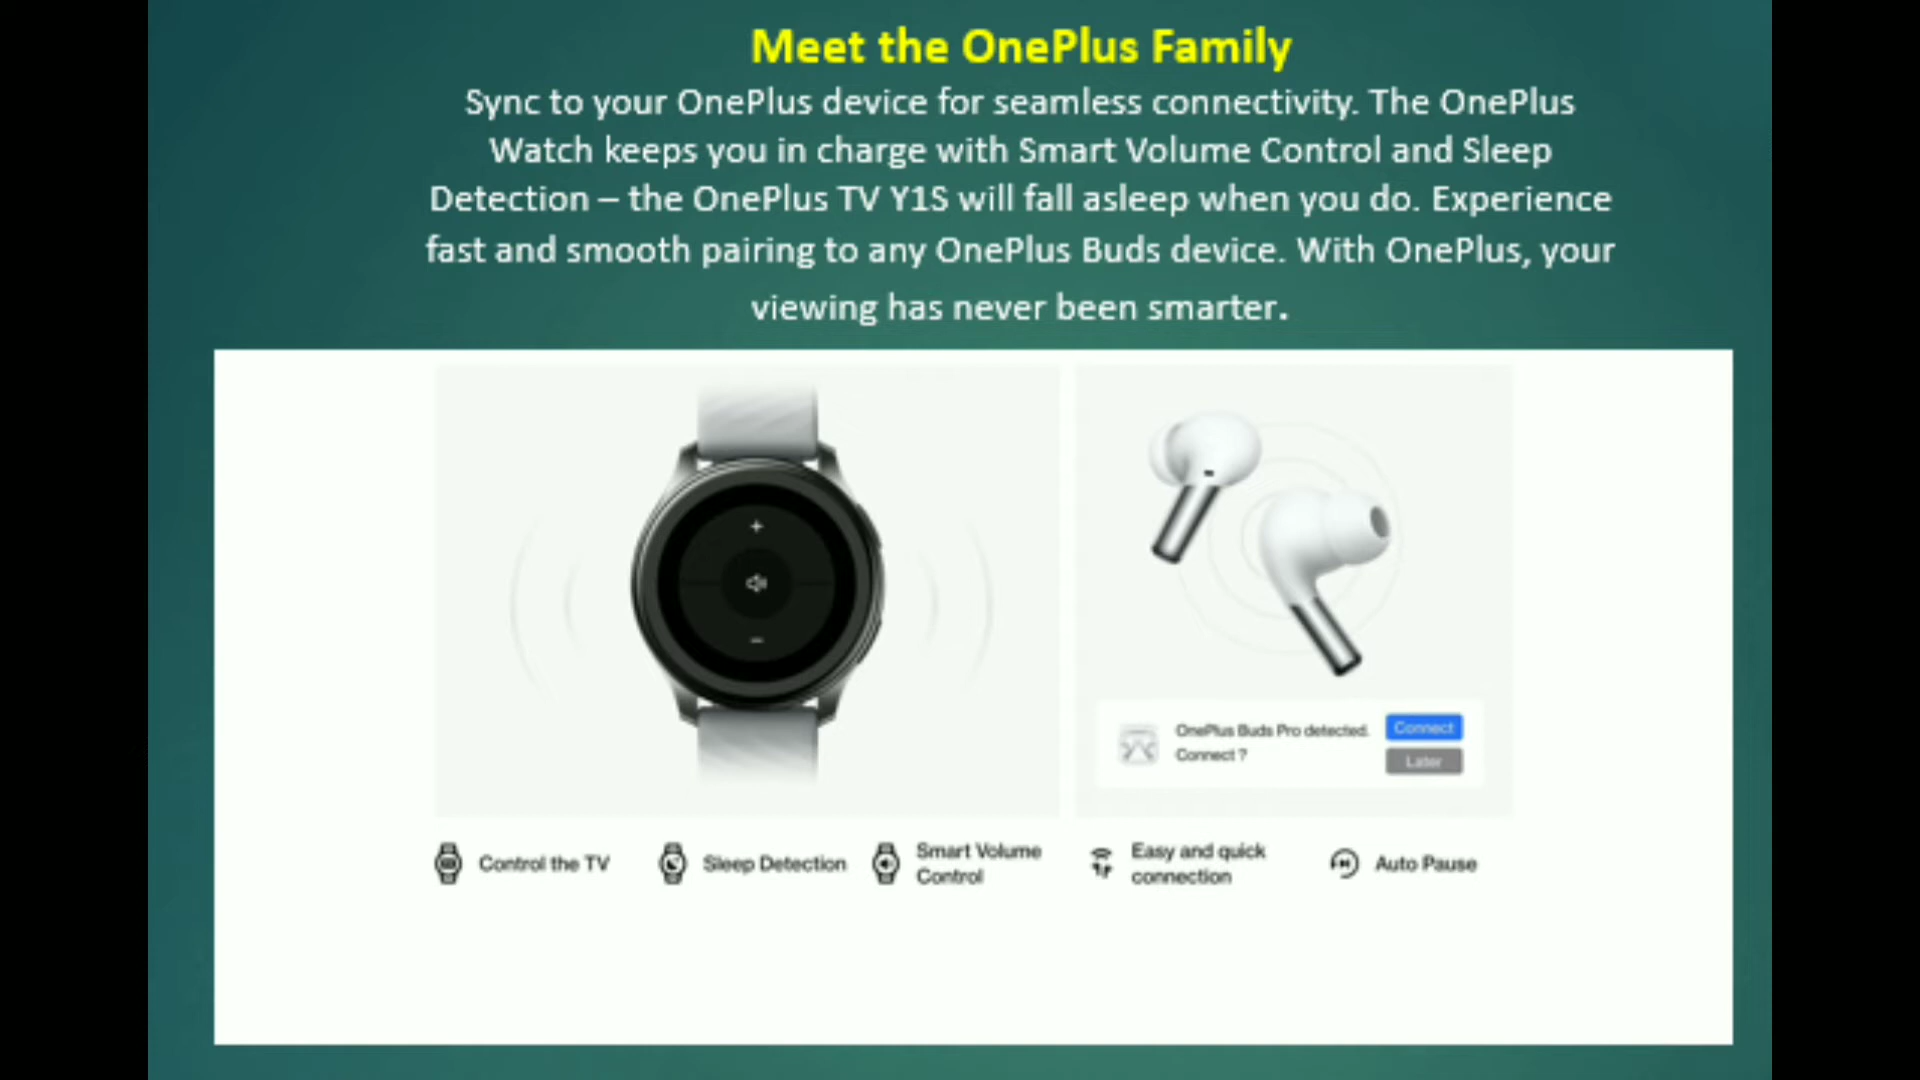 Meet the OnePlus Family
Sync to your OnePlus device for seamless connectivity. The OnePlus
Watch keeps you in charge with Smart Volume Control and Sleep
Detection – the OnePlus TV Y1S will fall asleep when you do. Experience
fast and smooth pairing to any OnePlus Buds device. With OnePlus, your
viewing has never been smarter.
+
−
OnePlus Buds Pro detected.
Connect ?
Connect
Later
Control the TV
Sleep Detection
Smart Volume
Control
Easy and quick
connection
Auto Pause